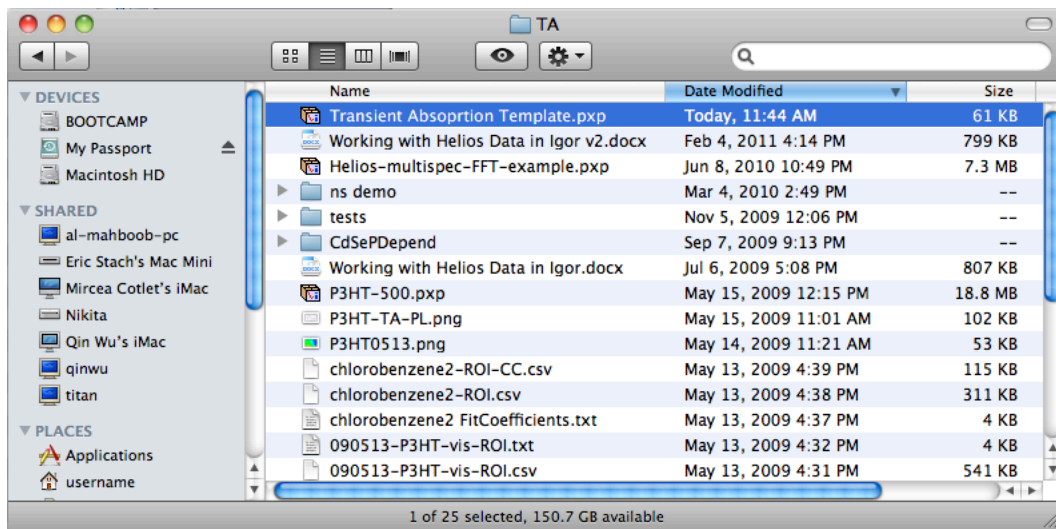 TA
Name Date Modified Size
DEVICES
BOOTCAMP
My Passport
Macintosh HD
SHARED
al-mahboob-pc
Eric Stach's Mac Mini
Mircea Cotlet's iMac
Nikita
Qin Wu's iMac
qinwu
titan
PLACES
Applications
username
Transient Absoprtion Template.pxp Today, 11:44 AM 61 KB
Working with Helios Data in Igor v2.docx Feb 4, 2011 4:14 PM 799 KB
Helios-multispec-FFT-example.pxp Jun 8, 2010 10:49 PM 7.3 MB
ns demo Mar 4, 2010 2:49 PM --
tests Nov 5, 2009 12:06 PM --
CdSePDepend Sep 7, 2009 9:13 PM --
Working with Helios Data in Igor.docx Jul 6, 2009 5:08 PM 807 KB
P3HT-500.pxp May 15, 2009 12:15 PM 18.8 MB
P3HT-TA-PL.png May 15, 2009 11:01 AM 102 KB
P3HT0513.png May 14, 2009 11:21 AM 53 KB
chlorobenzene2-ROI-CC.csv May 13, 2009 4:39 PM 115 KB
chlorobenzene2-ROI.csv May 13, 2009 4:38 PM 311 KB
chlorobenzene2 FitCoefficients.txt May 13, 2009 4:37 PM 4 KB
090513-P3HT-vis-ROI.txt May 13, 2009 4:32 PM 4 KB
090513-P3HT-vis-ROI.csv May 13, 2009 4:31 PM 541 KB
1 of 25 selected, 150.7 GB available